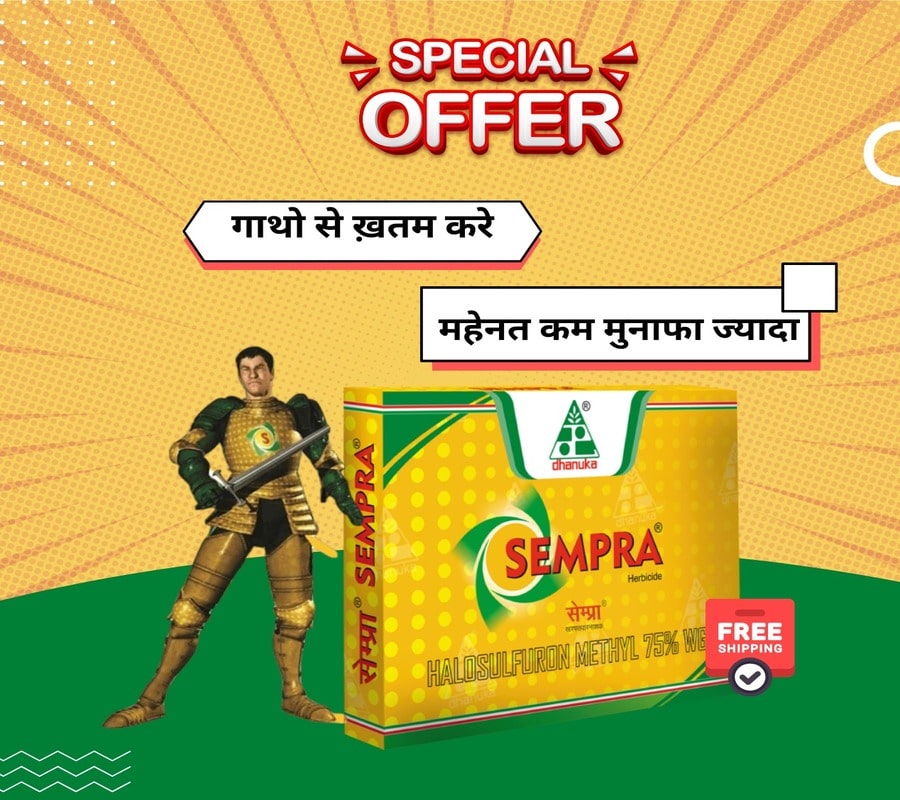 SPECIAL
OFFER
गाथो से ख़तम करे
महेनत कम मुनाफा ज्यादा
®
dhanuka
SEMPRA®
Herbicide
सेम्प्रा®
HALOSULFURON METHYL 75% WG
सेम्प्रा® SEMPRA®
S
FREE
SHIPPING